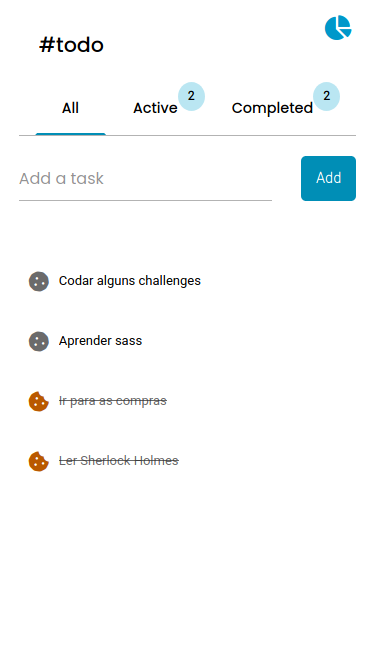 #todo
All Active 2 Completed 2
Add a task Add
Codar alguns challenges
Aprender sass
Ir para as compras
Ler Sherlock Holmes